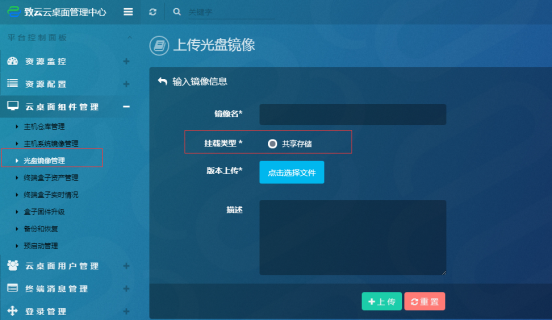 致云云桌面管理中心
关键字
平台控制面板
资源监控
资源配置
云桌面组件管理
主机仓库管理
主机系统镜像管理
光盘镜像管理
终端盒子资产管理
终端盒子实时情况
盒子固件升级
备份和恢复
预启动管理
云桌面用户管理
终端消息管理
登录管理
上传光盘镜像
输入镜像信息
镜像名*
挂载类型 *
共享存储
版本上传*
点击选择文件
描述
上传
重置